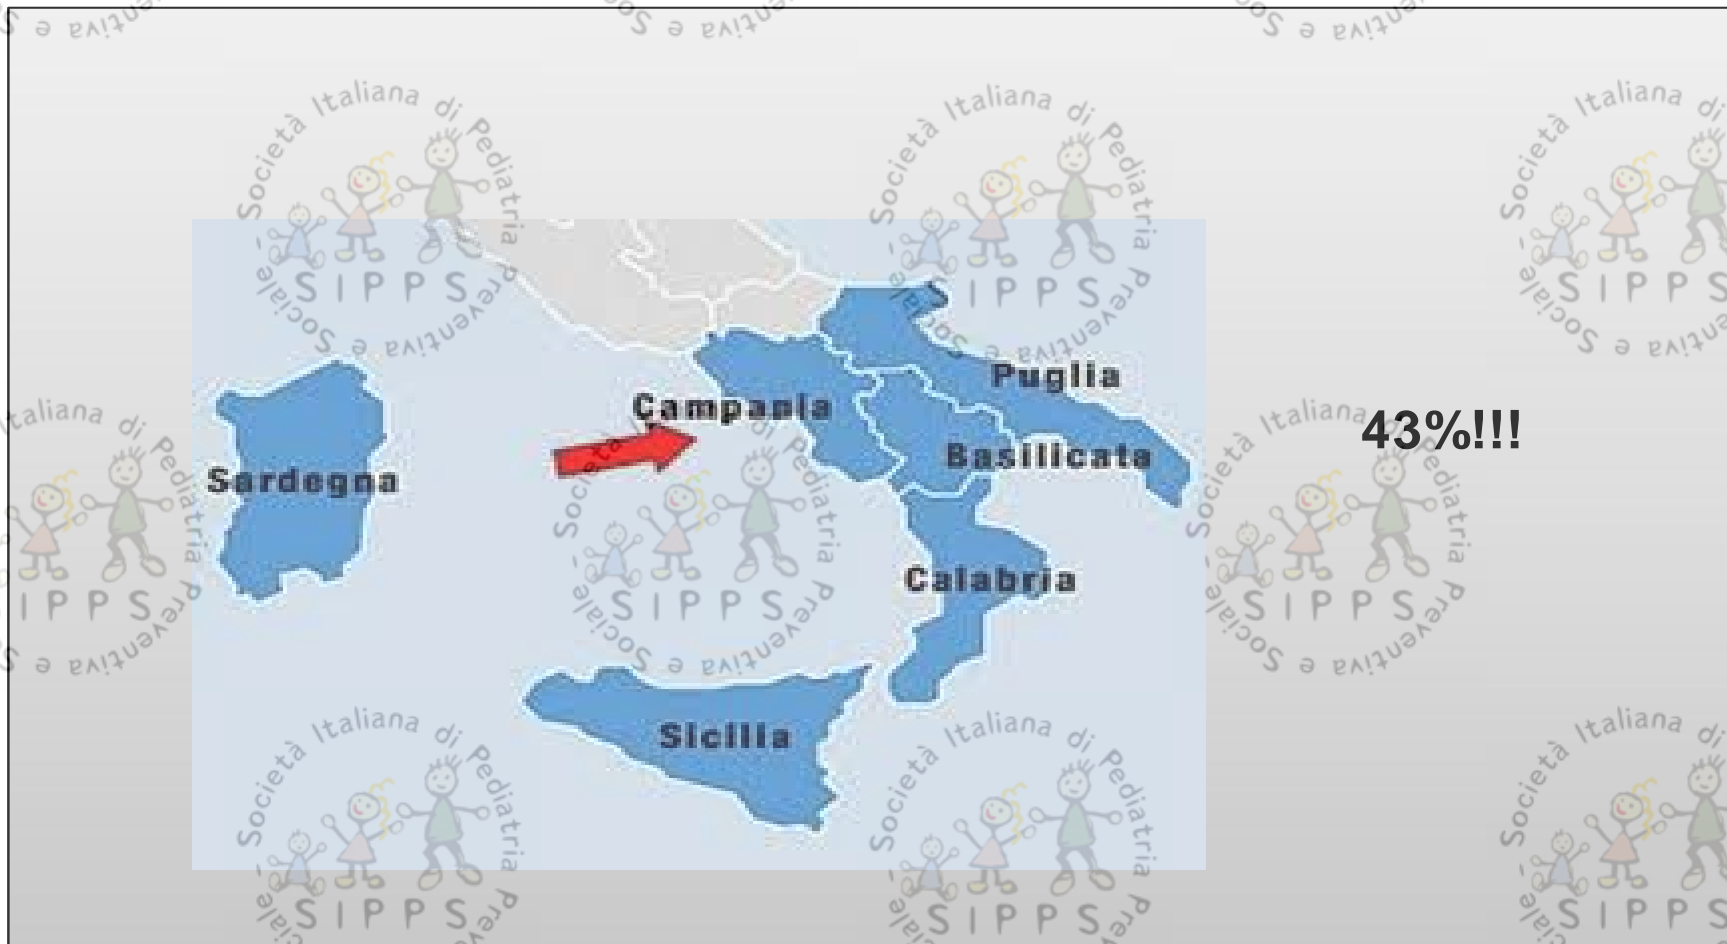 Puglia
Campania
43%!!!
Basilicata
Sardegna
Calabria
Sicilia
Società Italiana di Pediatria Preventiva e Sociale -
SIPPS